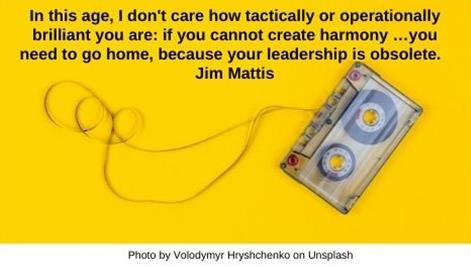 In this age, I don't care how tactically or operationally
brilliant you are: if you cannot create harmony …you
need to go home, because your leadership is obsolete.
Jim Mattis
Photo by Volodymyr Hryshchenko on Unsplash